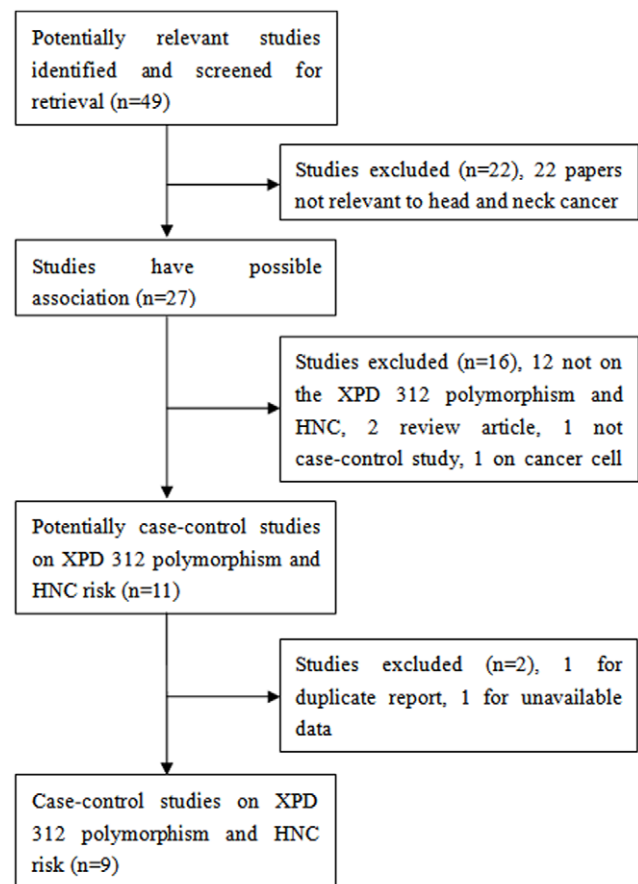 Potentially relevant studies
identified and screened for
retrieval (n=49)
Studies excluded (n=22), 22 papers
not relevant to head and neck cancer
Studies have possible
association (n=27)
Studies excluded (n=16), 12 not on
the XPD 312 polymorphism and
HNC, 2 review article, 1 not
case-control study, 1 on cancer cell
Potentially case-control studies
on XPD 312 polymorphism and
HNC risk (n=11)
Studies excluded (n=2), 1 for
duplicate report, 1 for unavailable
data
Case-control studies on XPD
312 polymorphism and HNC
risk (n=9)